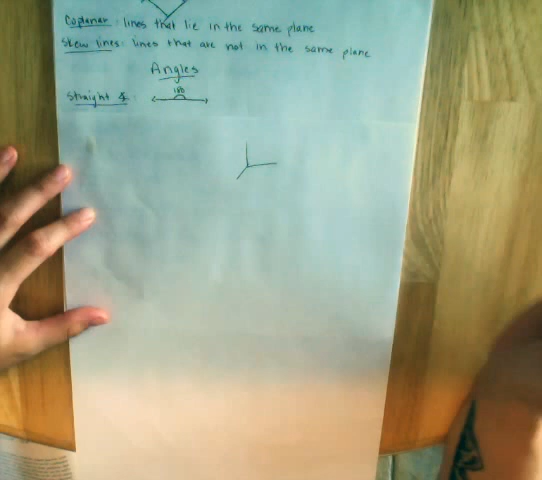 Coplanar: lines that lie in the same plane
Skew lines: lines that are not in the same plane
Angles
Straight ∡:
180